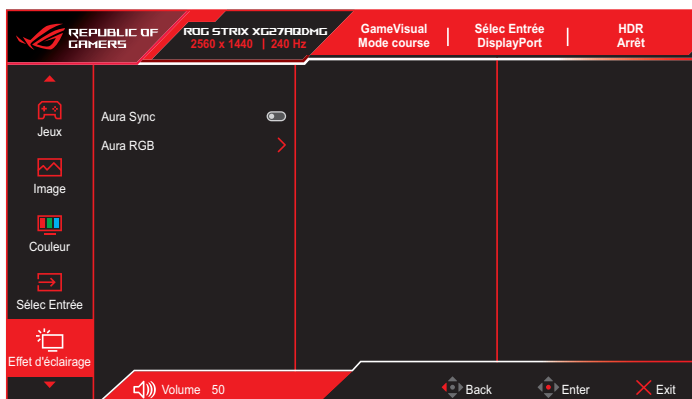 REPUBLIC OF
GAMERS
ROG STRIX XG27AQDMG
2560 x 1440 | 240 Hz
GameVisual
Mode course
Sélec Entrée
DisplayPort
HDR
Arrêt
Jeux
Image
Couleur
Sélec Entrée
Effet d'éclairage
Aura Sync
Aura RGB
Volume 50
Back
Enter
Exit